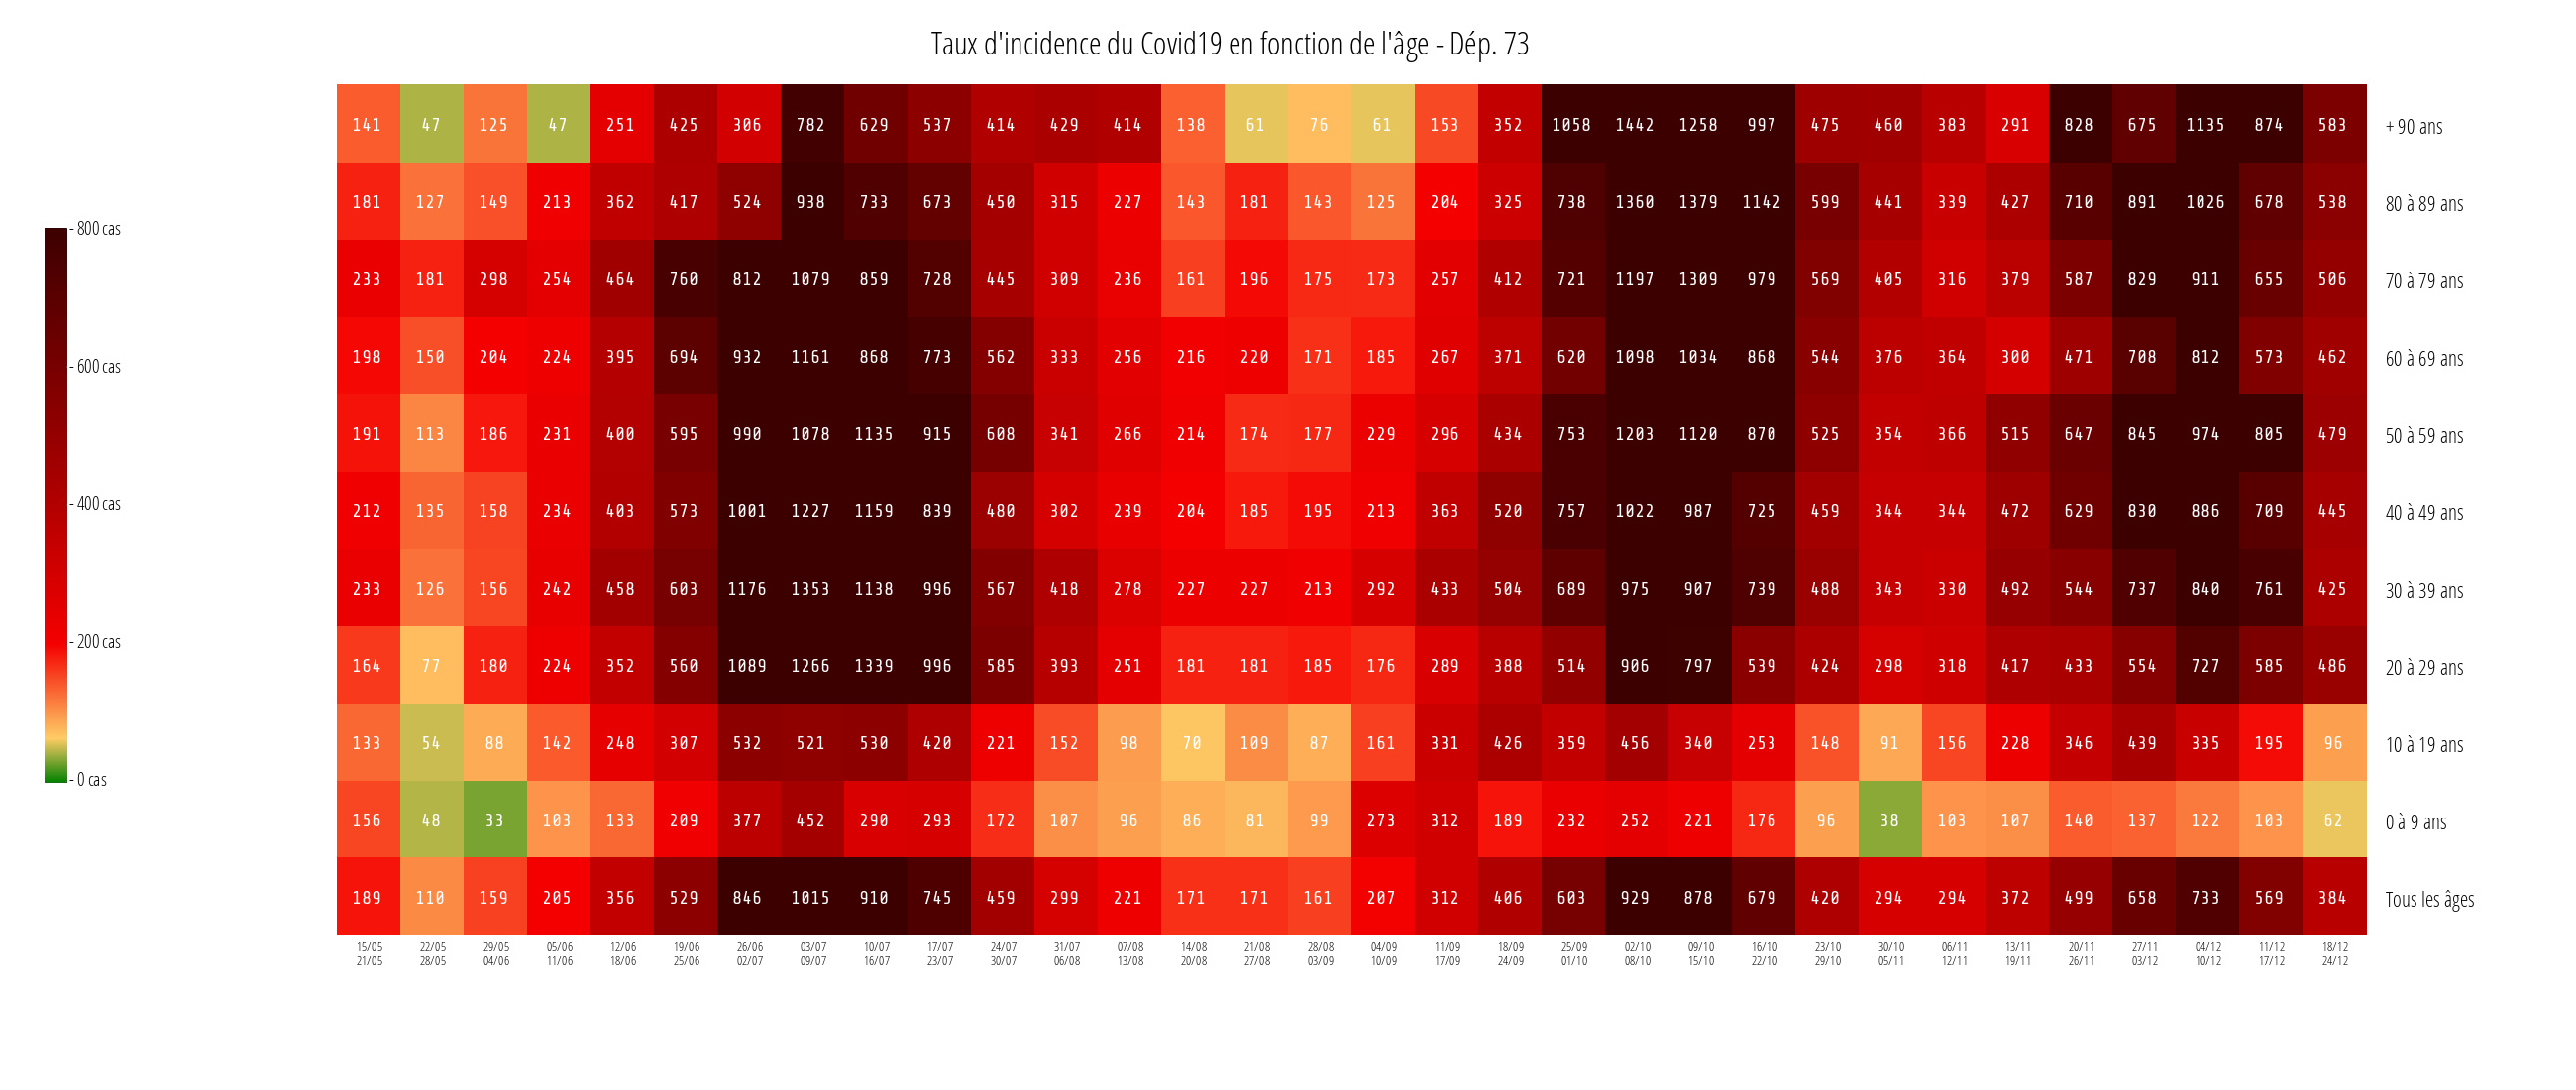 Taux d'incidence du Covid19 en fonction de l'âge - Dép. 73
- 800 cas
- 600 cas
- 400 cas
- 200 cas
- 0 cas
141 47 125 47 251 425 306 782 629 537 414 429 414 138 61 76 61 153 352 1058 1442 1258 997 475 460 383 291 828 675 1135 874 583 + 90 ans
181 127 149 213 362 417 524 938 733 673 450 315 227 143 181 143 125 204 325 738 1360 1379 1142 599 441 339 427 710 891 1026 678 538 80 à 89 ans
233 181 298 254 464 760 812 1079 859 728 445 309 236 161 196 175 173 257 412 721 1197 1309 979 569 405 316 379 587 829 911 655 506 70 à 79 ans
198 150 204 224 395 694 932 1161 868 773 562 333 256 216 220 171 185 267 371 620 1098 1034 868 544 376 364 300 471 708 812 573 462 60 à 69 ans
191 113 186 231 400 595 990 1078 1135 915 608 341 266 214 174 177 229 296 434 753 1203 1120 870 525 354 366 515 647 845 974 805 479 50 à 59 ans
212 135 158 234 403 573 1001 1227 1159 839 480 302 239 204 185 195 213 363 520 757 1022 987 725 459 344 344 472 629 830 886 709 445 40 à 49 ans
233 126 156 242 458 603 1176 1353 1138 996 567 418 278 227 227 213 292 433 504 689 975 907 739 488 343 330 492 544 737 840 761 425 30 à 39 ans
164 77 180 224 352 560 1089 1266 1339 996 585 393 251 181 181 185 176 289 388 514 906 797 539 424 298 318 417 433 554 727 585 486 20 à 29 ans
133 54 88 142 248 307 532 521 530 420 221 152 98 70 109 87 161 331 426 359 456 340 253 148 91 156 228 346 439 335 195 96 10 à 19 ans
156 48 33 103 133 209 377 452 290 293 172 107 96 86 81 99 273 312 189 232 252 221 176 96 38 103 107 140 137 122 103 62 0 à 9 ans
189 110 159 205 356 529 846 1015 910 745 459 299 221 171 171 161 207 312 406 603 929 878 679 420 294 294 372 499 658 733 569 384 Tous les âges
15/05 22/05 29/05 05/06 12/06 19/06 26/06 03/07 10/07 17/07 24/07 31/07 07/08 14/08 21/08 28/08 04/09 11/09 18/09 25/09 02/10 09/10 16/10 23/10 30/10 06/11 13/11 20/11 27/11 04/12 11/12 18/12
21/05 28/05 04/06 11/06 18/06 25/06 02/07 09/07 16/07 23/07 30/07 06/08 13/08 20/08 27/08 03/09 10/09 17/09 24/09 01/10 08/10 15/10 22/10 29/10 05/11 12/11 19/11 26/11 03/12 10/12 17/12 24/12